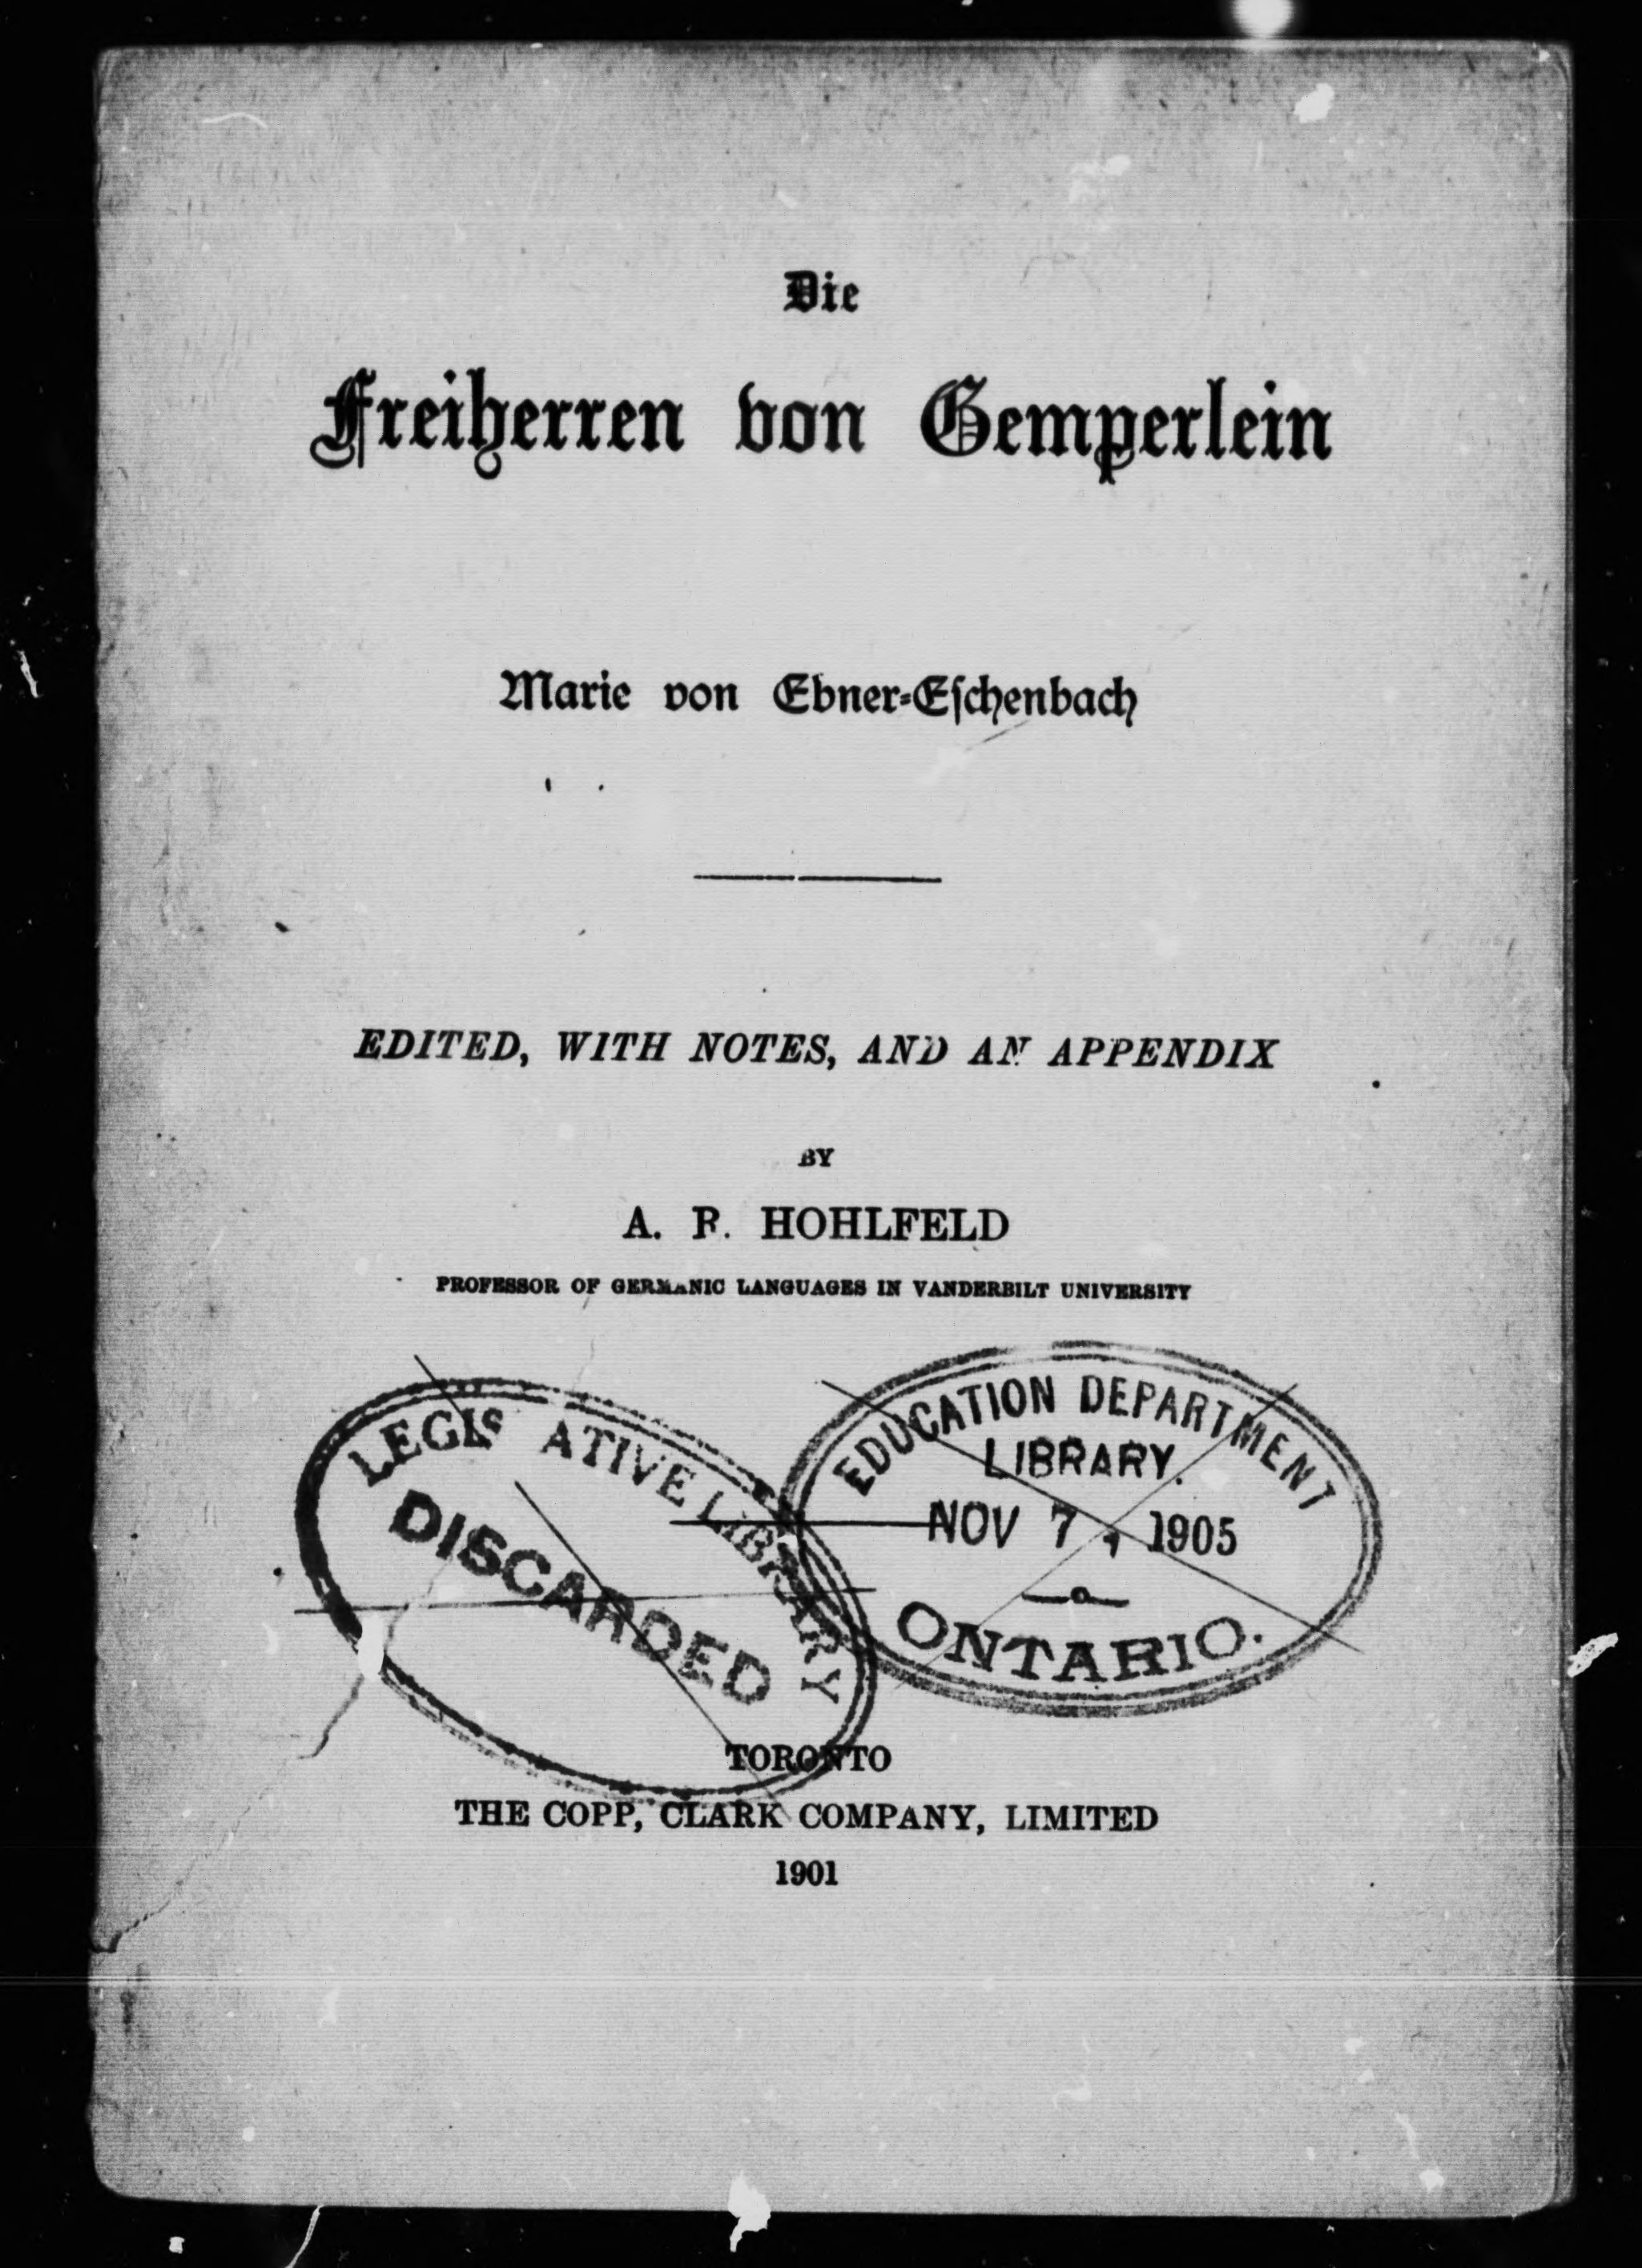 Die
Freiherren von Gemperlein
Marie von Ebner=Eſchenbach
EDITED, WITH NOTES, AND AN APPENDIX
BY
A. R. HOHLFELD
PROFESSOR OF GERMANIC LANGUAGES IN VANDERBILT UNIVERSITY
LEGIS ATIVE LIBRARY
DISCARDED
EDUCATION DEPARTMENT
LIBRARY.
NOV 7, 1905
ONTARIO.
TORONTO
THE COPP, CLARK COMPANY, LIMITED
1901